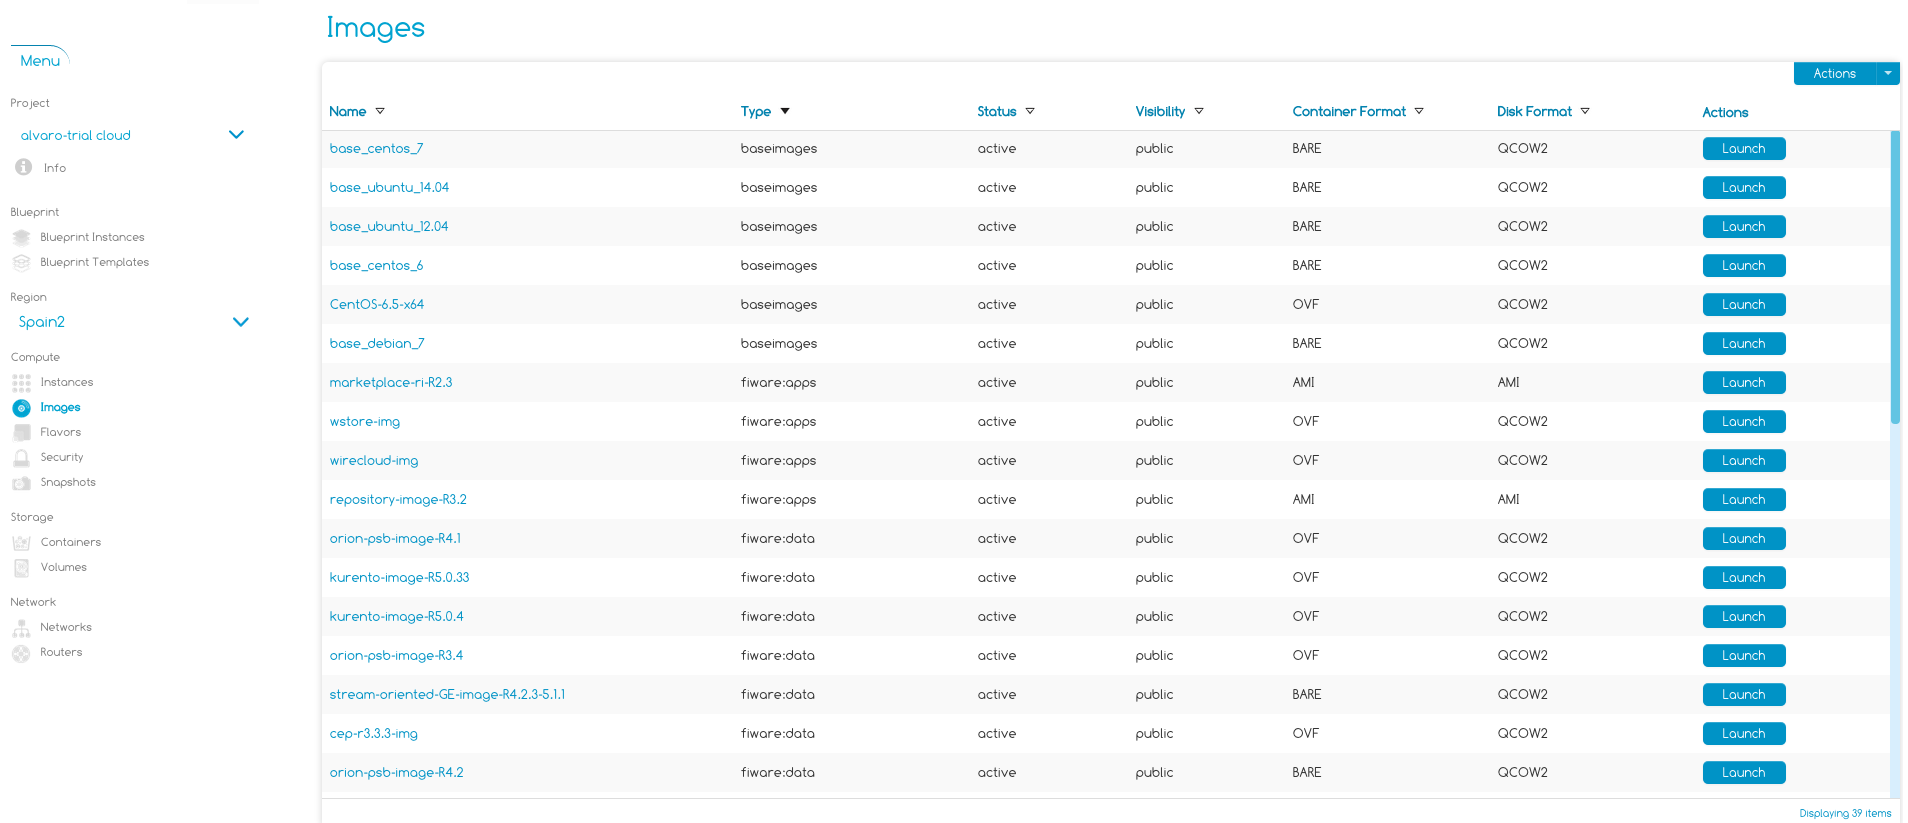 Images
Menu
Project
alvaro-trial cloud
Info
Blueprint
Blueprint Instances
Blueprint Templates
Region
Spain2
Compute
Instances
Images
Flavors
Security
Snapshots
Storage
Containers
Volumes
Network
Networks
Routers
Actions
Name Type Status Visibility Container Format Disk Format Actions
base_centos_7 baseimages active public BARE QCOW2 Launch
base_ubuntu_14.04 baseimages active public BARE QCOW2 Launch
base_ubuntu_12.04 baseimages active public BARE QCOW2 Launch
base_centos_6 baseimages active public BARE QCOW2 Launch
CentOS-6.5-x64 baseimages active public OVF QCOW2 Launch
base_debian_7 baseimages active public BARE QCOW2 Launch
marketplace-ri-R2.3 fiware:apps active public AMI AMI Launch
wstore-img fiware:apps active public OVF QCOW2 Launch
wirecloud-img fiware:apps active public OVF QCOW2 Launch
repository-image-R3.2 fiware:apps active public AMI AMI Launch
orion-psb-image-R4.1 fiware:data active public OVF QCOW2 Launch
kurento-image-R5.0.33 fiware:data active public OVF QCOW2 Launch
kurento-image-R5.0.4 fiware:data active public OVF QCOW2 Launch
orion-psb-image-R3.4 fiware:data active public OVF QCOW2 Launch
stream-oriented-GE-image-R4.2.3-5.1.1 fiware:data active public BARE QCOW2 Launch
cep-r3.3.3-img fiware:data active public OVF QCOW2 Launch
orion-psb-image-R4.2 fiware:data active public BARE QCOW2 Launch
Displaying 39 items